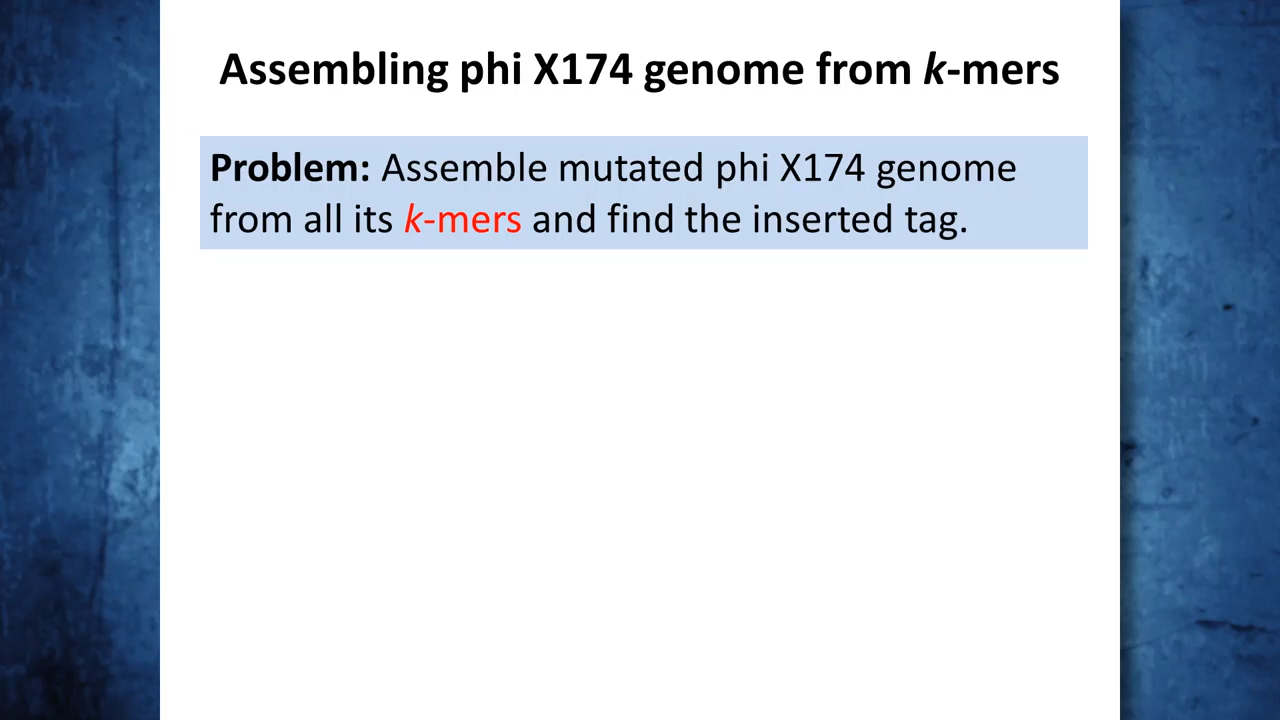 Assembling phi X174 genome from k-mers
Problem: Assemble mutated phi X174 genome
from all its k-mers and find the inserted tag.